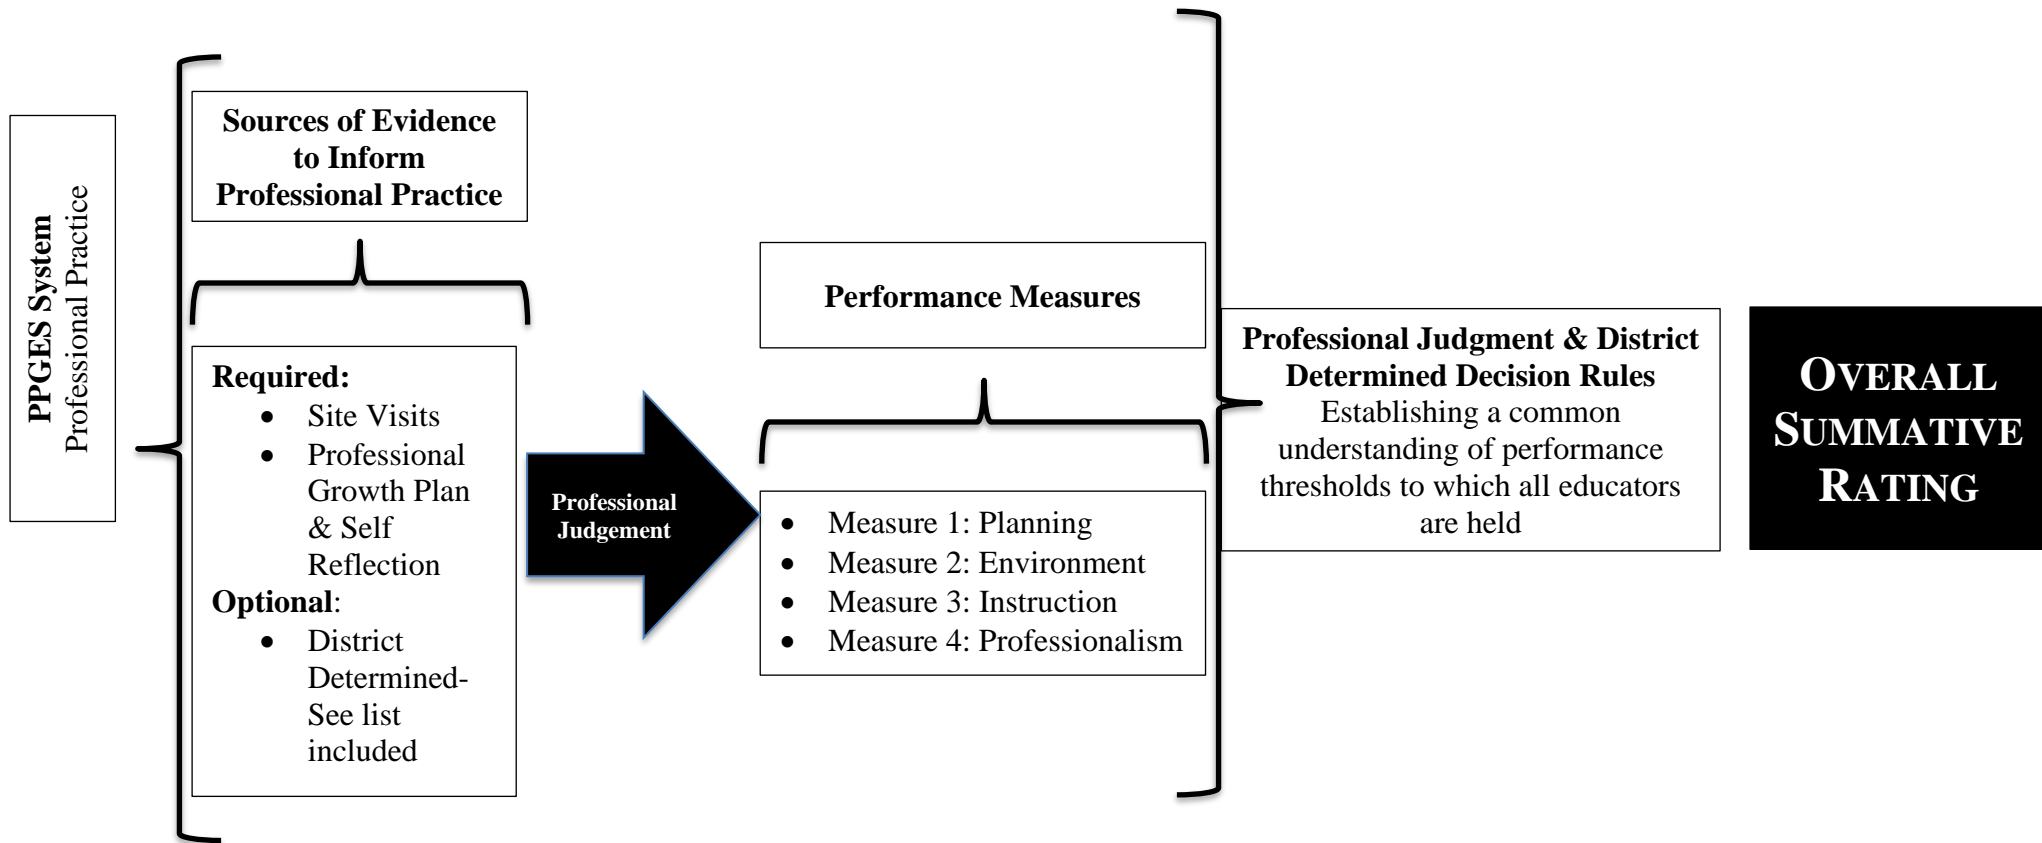 PPGES System
Professional Practice
Sources of Evidence
to Inform
Professional Practice
Required:
• Site Visits
• Professional
Growth Plan
& Self
Reflection
Optional:
• District
Determined-
See list
included
Professional
Judgement
Performance Measures
• Measure 1: Planning
• Measure 2: Environment
• Measure 3: Instruction
• Measure 4: Professionalism
Professional Judgment & District
Determined Decision Rules
Establishing a common
understanding of performance
thresholds to which all educators
are held
OVERALL
SUMMATIVE
RATING